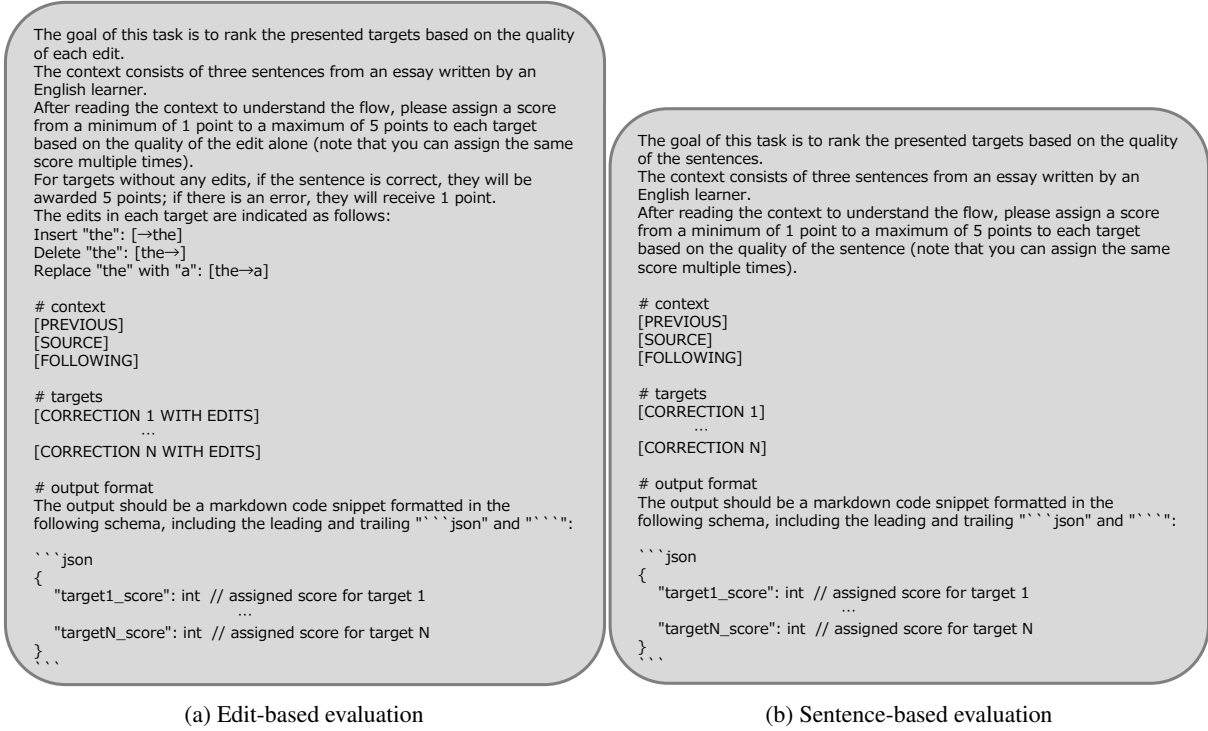 The goal of this task is to rank the presented targets based on the quality
of each edit.
The context consists of three sentences from an essay written by an
English learner.
After reading the context to understand the flow, please assign a score
from a minimum of 1 point to a maximum of 5 points to each target
based on the quality of the edit alone (note that you can assign the same
score multiple times).
For targets without any edits, if the sentence is correct, they will be
awarded 5 points; if there is an error, they will receive 1 point.
The edits in each target are indicated as follows:
Insert "the": [→the]
Delete "the": [the→]
Replace "the" with "a": [the→a]

# context
[PREVIOUS]
[SOURCE]
[FOLLOWING]

# targets
[CORRECTION 1 WITH EDITS]
...
[CORRECTION N WITH EDITS]

# output format
The output should be a markdown code snippet formatted in the
following schema, including the leading and trailing "```json" and "```":

```json
{
"target1_score": int // assigned score for target 1
...
"targetN_score": int // assigned score for target N
}
```
(a) Edit-based evaluation

The goal of this task is to rank the presented targets based on the quality
of the sentences.
The context consists of three sentences from an essay written by an
English learner.
After reading the context to understand the flow, please assign a score
from a minimum of 1 point to a maximum of 5 points to each target
based on the quality of the sentence (note that you can assign the same
score multiple times).

# context
[PREVIOUS]
[SOURCE]
[FOLLOWING]

# targets
[CORRECTION 1]
...
[CORRECTION N]

# output format
The output should be a markdown code snippet formatted in the
following schema, including the leading and trailing "```json" and "```":

```json
{
"target1_score": int // assigned score for target 1
...
"targetN_score": int // assigned score for target N
}
```
(b) Sentence-based evaluation